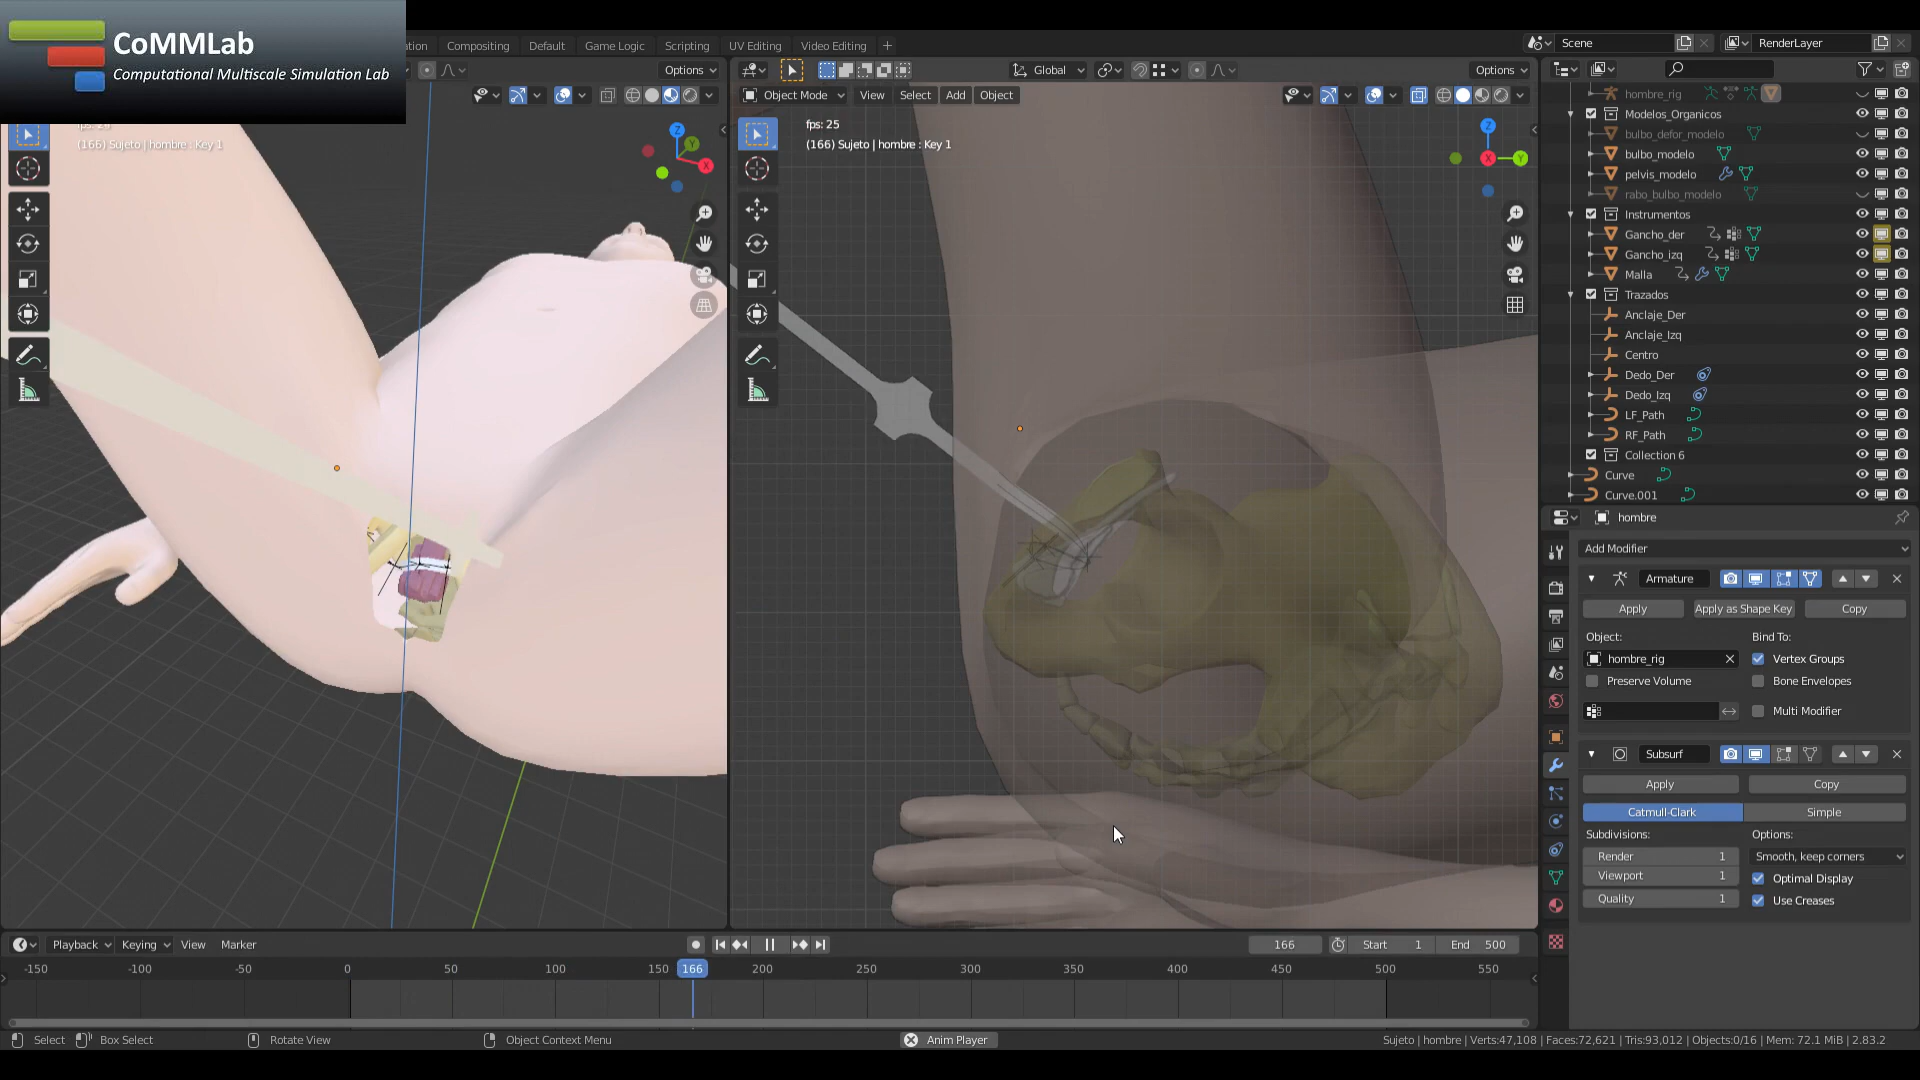 CoMMLab
Computational Multiscale Simulation Lab
Compositing Default Game Logic Scripting UV Editing Video Editing +
Scene
RenderLayer
Options
Global
Options
Object Mode View Select Add Object
(166) Sujeto | hombre : Key 1
fps: 25
(166) Sujeto | hombre : Key 1
Z
Y
X
Z
X
Y
hombre_rig
Modelos_Organicos
bulbo_defor_modelo
bulbo_modelo
pelvis_modelo
rabo_bulbo_modelo
Instrumentos
Gancho_der
Gancho_izq
Malla
Trazados
Anclaje_Der
Anclaje_Izq
Centro
Dedo_Der
Dedo_Izq
LF_Path
RF_Path
Collection 6
Curve
Curve.001
hombre
Add Modifier
Armature
Apply Apply as Shape Key Copy
Object: Bind To:
hombre_rig Vertex Groups
Preserve Volume Bone Envelopes
Multi Modifier
Subsurf
Apply Copy
Catmull-Clark Simple
Subdivisions: Options:
Render 1 Smooth, keep corners
Viewport 1 Optimal Display
Quality 1 Use Creases
Playback Keying View Marker
166 Start 1 End 500
-150 -100 -50 0 50 100 150 166 200 250 300 350 400 450 500 550
Select Box Select Rotate View Object Context Menu Anim Player Sujeto | hombre | Verts:47,108 | Faces:72,621 | Tris:93,012 | Objects:0/16 | Mem: 72.1 MiB | 2.83.2